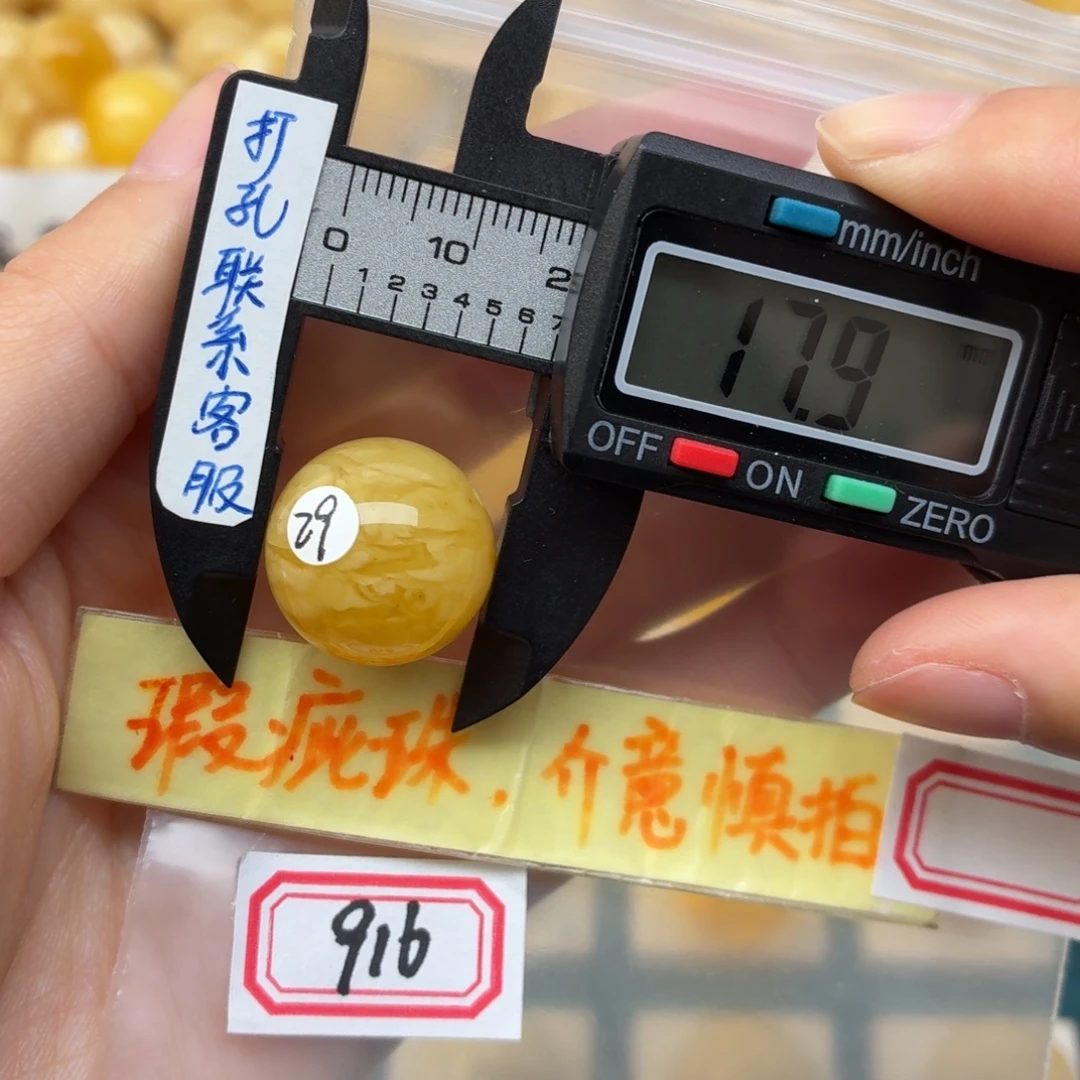 打孔联系客服
0 10 2
1 2 3 4 5 6 7
mm/inch
17.9 mm
OFF ON ZERO
29
瑕疵珠，介意慎拍
916